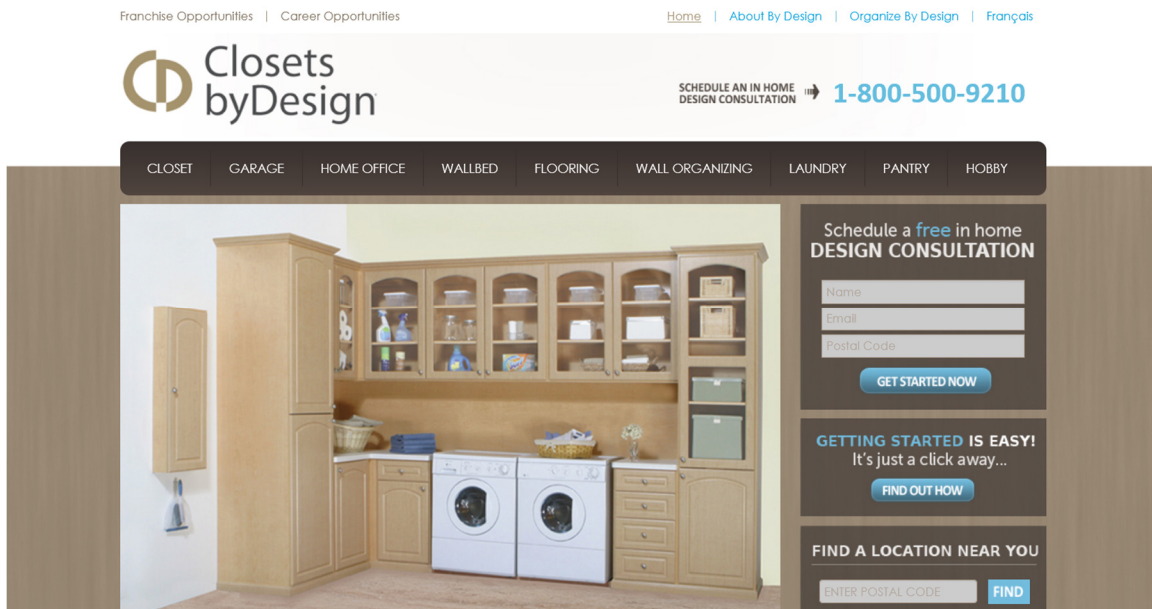 Franchise Opportunities | Career Opportunities
Home | About By Design | Organize By Design | Français
Closets
byDesign
SCHEDULE AN IN HOME
DESIGN CONSULTATION
1-800-500-9210
CLOSET GARAGE HOME OFFICE WALLBED FLOORING WALL ORGANIZING LAUNDRY PANTRY HOBBY
Schedule a free in home
DESIGN CONSULTATION
Name
Email
Postal Code
GET STARTED NOW
GETTING STARTED IS EASY!
It's just a click away...
FIND OUT HOW
FIND A LOCATION NEAR YOU
ENTER POSTAL CODE
FIND